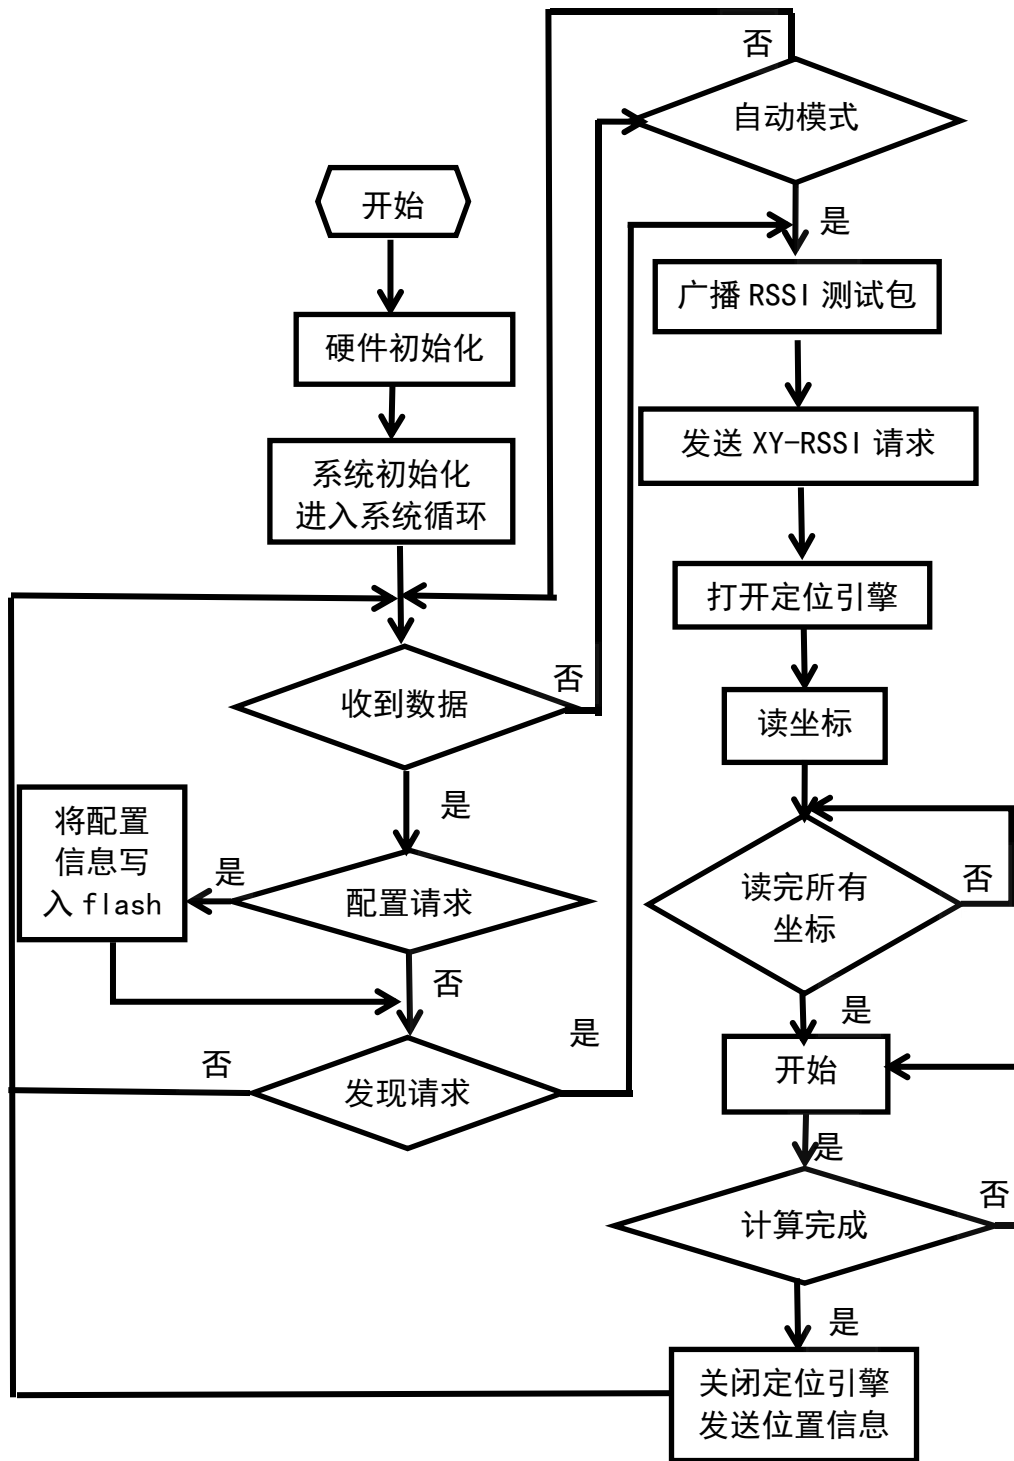 开始
硬件初始化
系统初始化
进入系统循环
收到数据
否
是
配置请求
是
将配置
信息写
入 flash
否
发现请求
否
是
否
自动模式
是
广播 RSSI 测试包
发送 XY-RSSI 请求
打开定位引擎
读坐标
读完所有
坐标
否
是
开始
是
计算完成
否
是
关闭定位引擎
发送位置信息